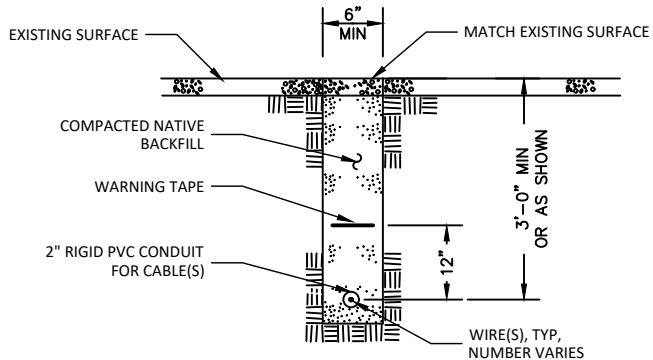 6"
MIN
EXISTING SURFACE
MATCH EXISTING SURFACE
COMPACTED NATIVE
BACKFILL
3'-0" MIN
OR AS SHOWN
WARNING TAPE
12"
2" RIGID PVC CONDUIT
FOR CABLE(S)
WIRE(S), TYP,
NUMBER VARIES